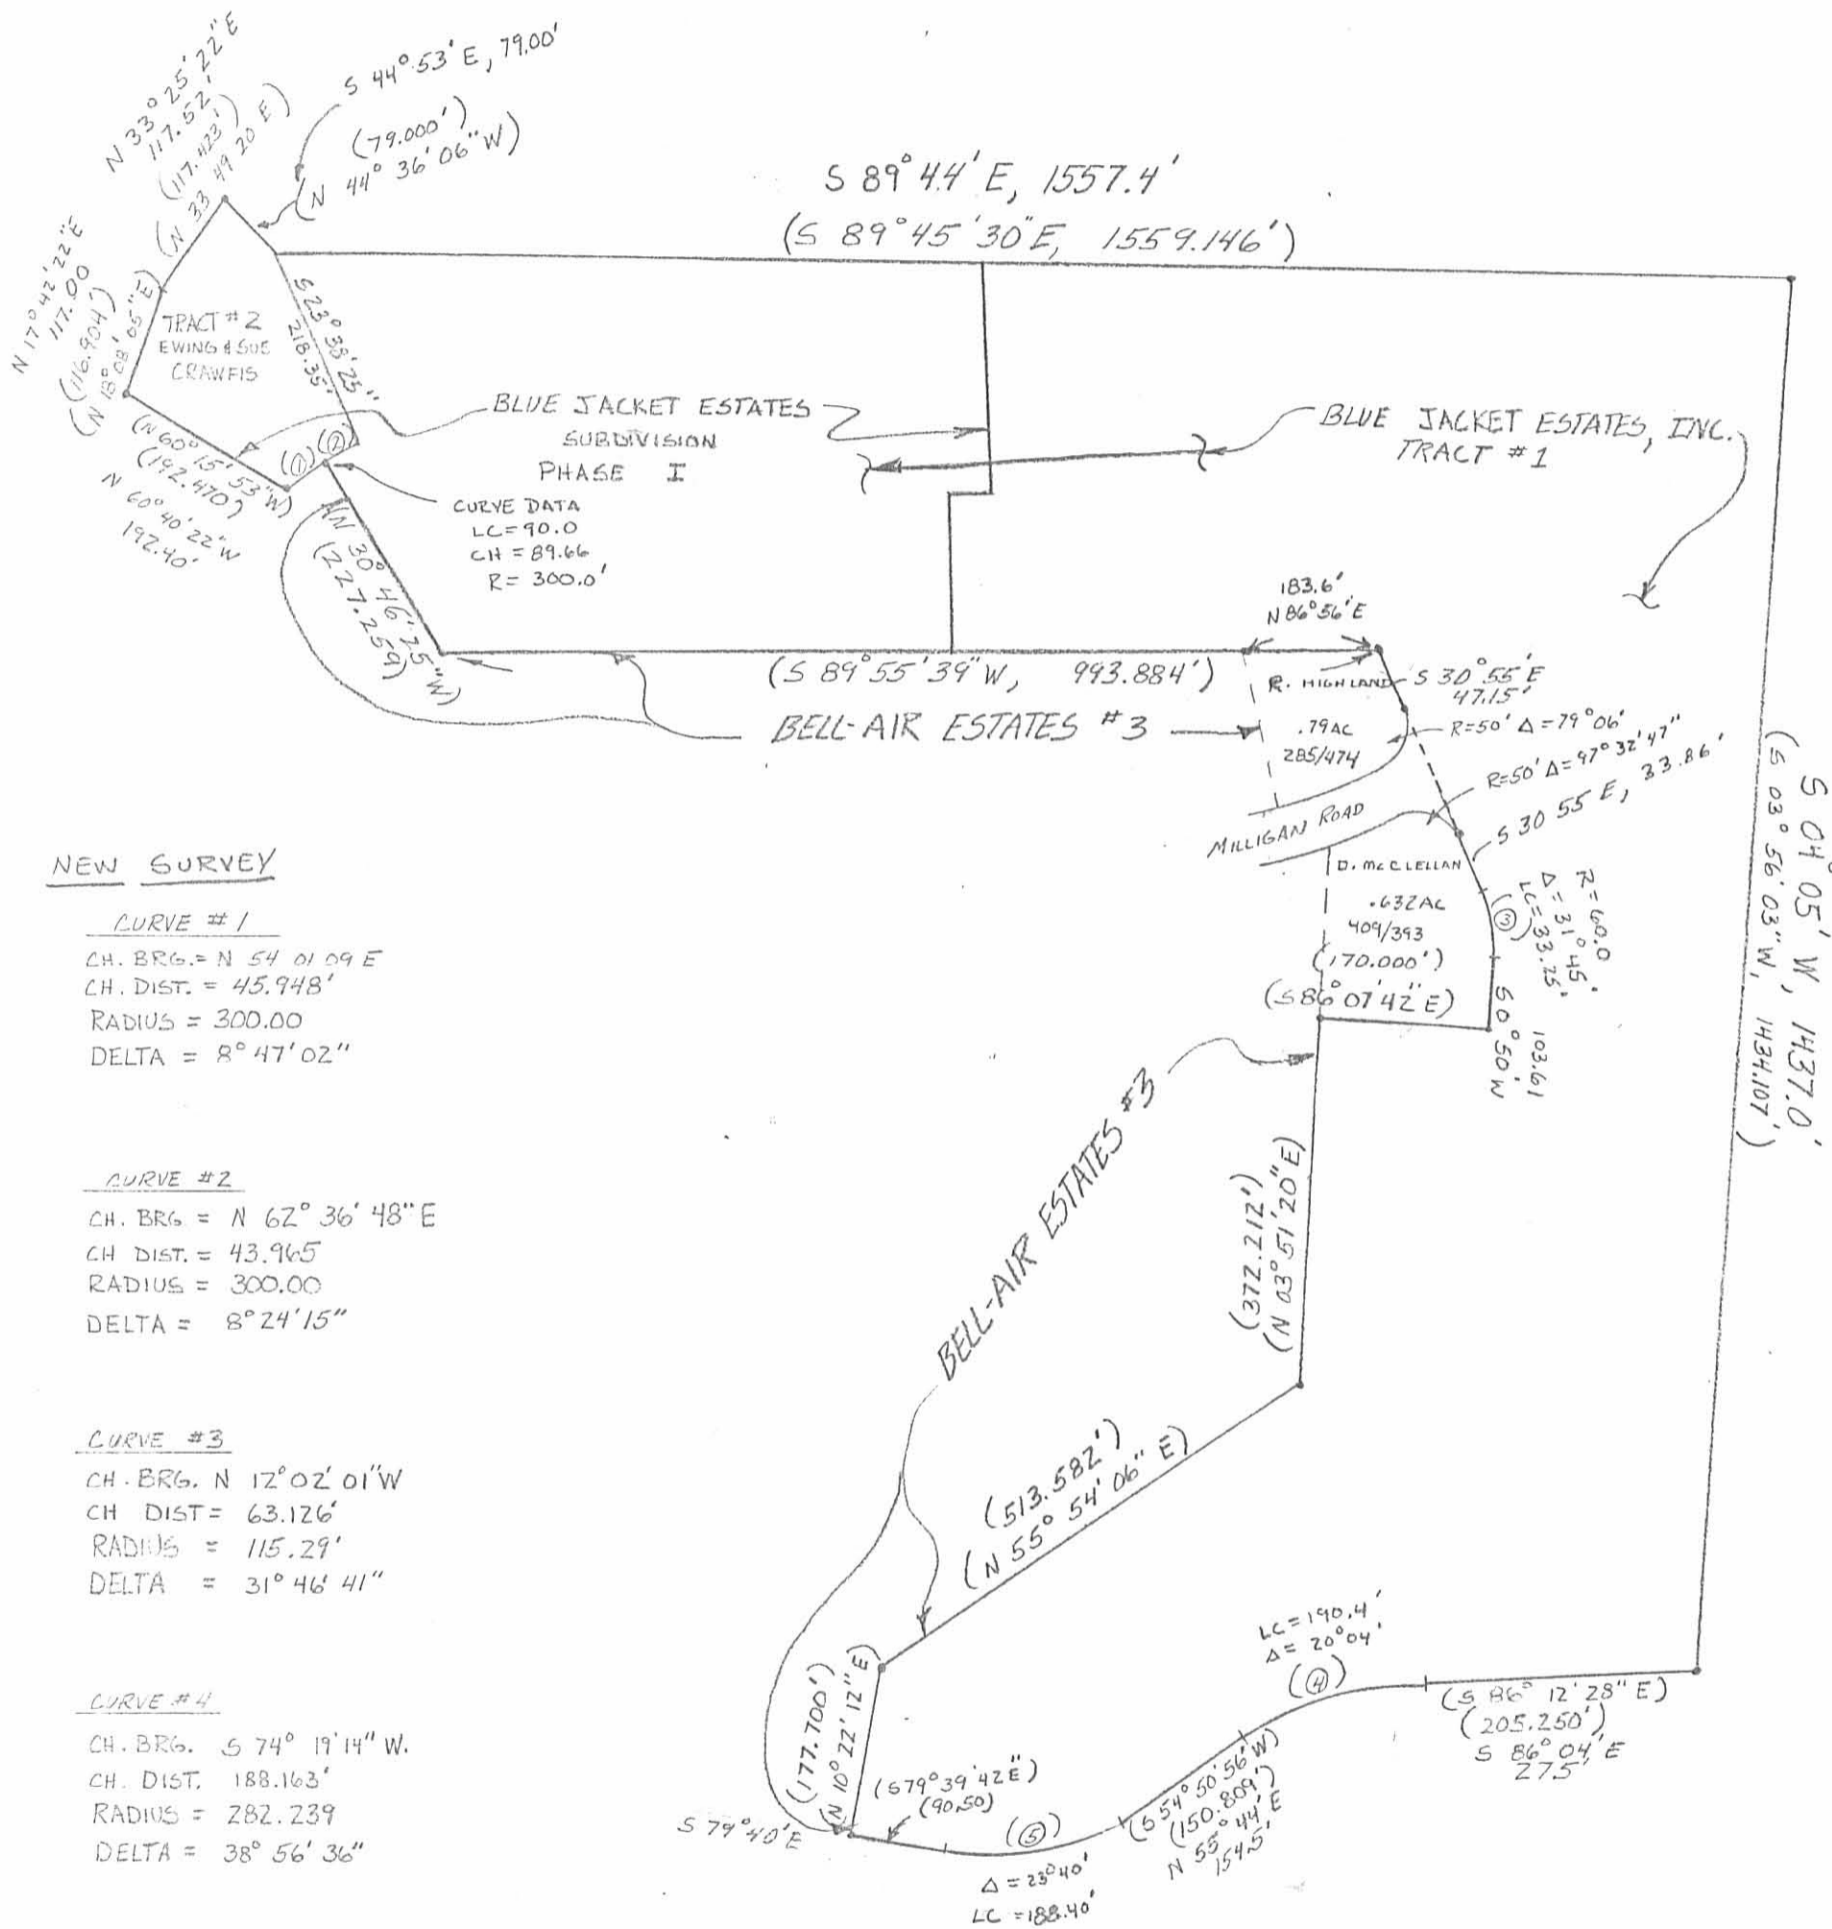 N 33° 25' 22" E
117.52'
(117.423')
(N 33 49 20 E)
S 44° 53' E, 79.00'
(79.000')
(N 44° 36' 06" W)
S 89° 44' E, 1557.4'
(S 89° 45' 30" E, 1559.146')
N 17° 42' 22" E
117.00
(116.904)
(N 18° 08' 05" E)
TRACT #2
EWING & SUE
CRAWFIS
S 23° 38' 25"
218.35'
(N 60° 15' 53" W)
(192.470)
N 60° 40' 22" W
192.40'
(1) (2)
BLUE JACKET ESTATES
SUBDIVISION
PHASE I
BLUE JACKET ESTATES, INC.
TRACT #1
CURVE DATA
LC=90.0
CH = 89.66
R= 300.0'
(N 30° 46' 25" W)
(227.259)
183.6'
N 86° 56' E
(S 89° 55' 39" W, 993.884')
R. HIGHLAND
S 30° 55' E
47.15'
BELL-AIR ESTATES #3
.79AC
285/474
R=50' Δ=79° 06'
R=50' Δ=97° 32' 47"
S 30 55 E, 33.86'
MILLIGAN ROAD
D. McCLELLAN
.632AC
409/393
(170.000')
(S 86° 07' 42" E)
(3)
R= 60.0
Δ = 31° 45'
LC= 33.25'
103.61
S 0° 50 W
S 04° 05' W, 1437.0'
(S 03° 56' 03" W, 1434.107')
NEW SURVEY
CURVE #1
CH. BRG.= N 54 01 09 E
CH. DIST. = 45.948'
RADIUS = 300.00
DELTA = 8° 47' 02"
CURVE #2
CH. BRG = N 62° 36' 48" E
CH DIST. = 43.965
RADIUS = 300.00
DELTA = 8° 24' 15"
CURVE #3
CH. BRG. N 12° 02' 01" W
CH DIST = 63.126'
RADIUS = 115.29'
DELTA = 31° 46' 41"
CURVE #4
CH. BRG. S 74° 19' 14" W.
CH. DIST. 188.163'
RADIUS = 282.239
DELTA = 38° 56' 36"
BELL-AIR ESTATES #3
(372.212')
(N 03° 51' 20" E)
(513.582')
(N 55° 54' 06" E)
(177.700')
(N 10° 22' 12" E)
S 79° 40' E
(S 79° 39' 42 E)
(90.50)
(5)
Δ = 23° 40'
LC = 188.40'
(S 54° 50' 56" W)
(150.809')
N 55° 44' E
154.5'
LC = 190.4'
Δ = 20° 04'
(4)
(S 86° 12' 28" E)
(205.250')
S 86° 04' E
275'